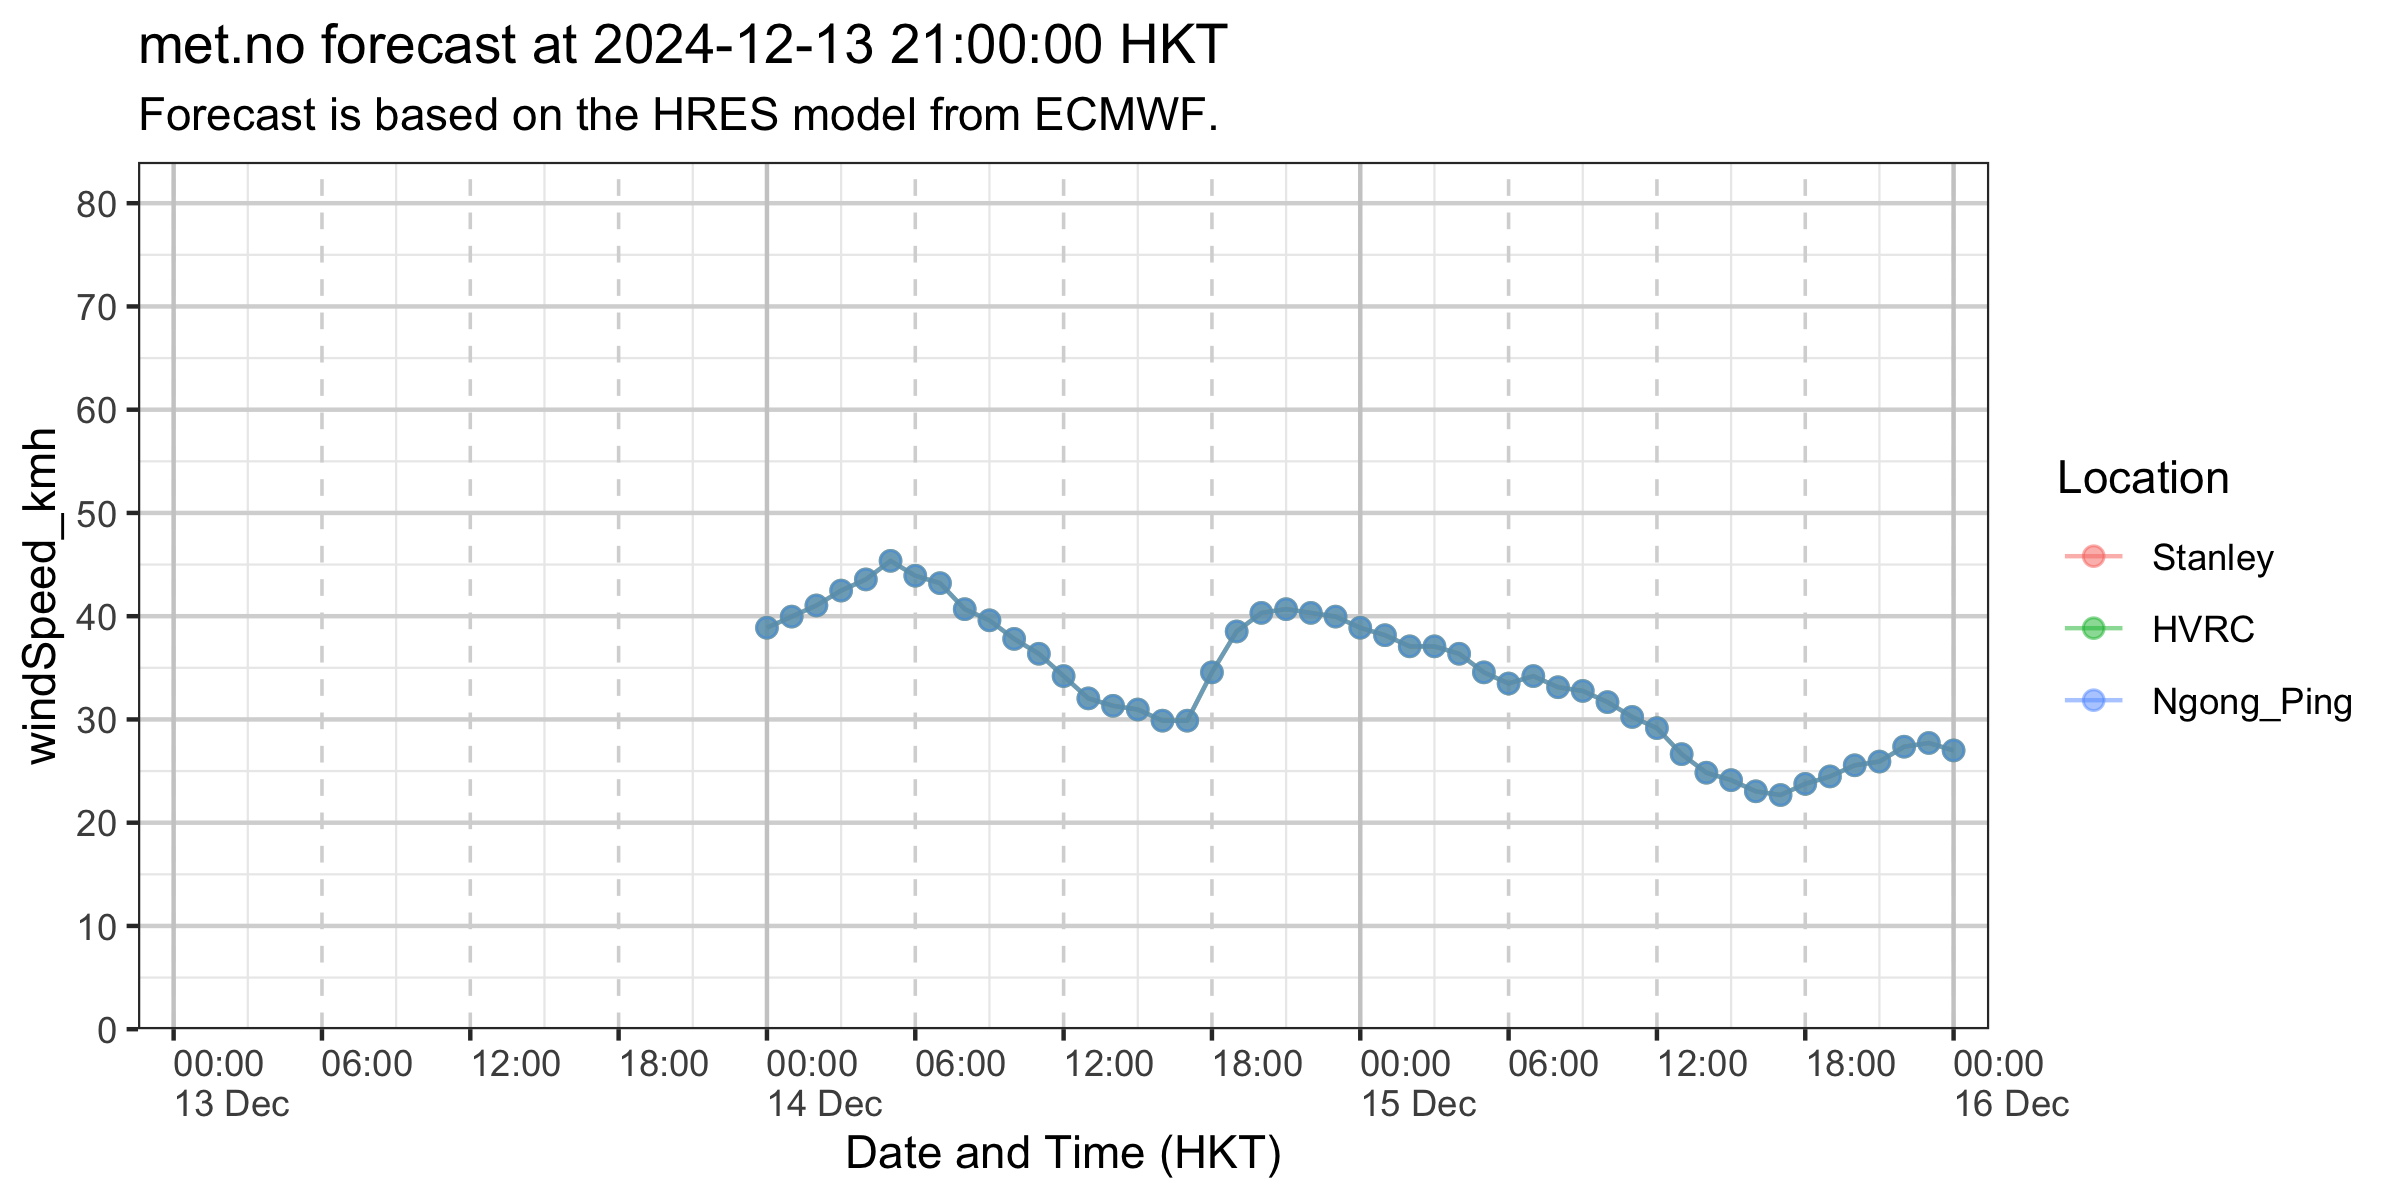 met.no forecast at 2024-12-13 21:00:00 HKT
Forecast is based on the HRES model from ECMWF.
windSpeed_kmh
80
70
60
50
40
30
20
10
0
00:00 06:00 12:00 18:00 00:00 06:00 12:00 18:00 00:00 06:00 12:00 18:00 00:00
13 Dec 14 Dec 15 Dec 16 Dec
Date and Time (HKT)
Location
Stanley
HVRC
Ngong_Ping